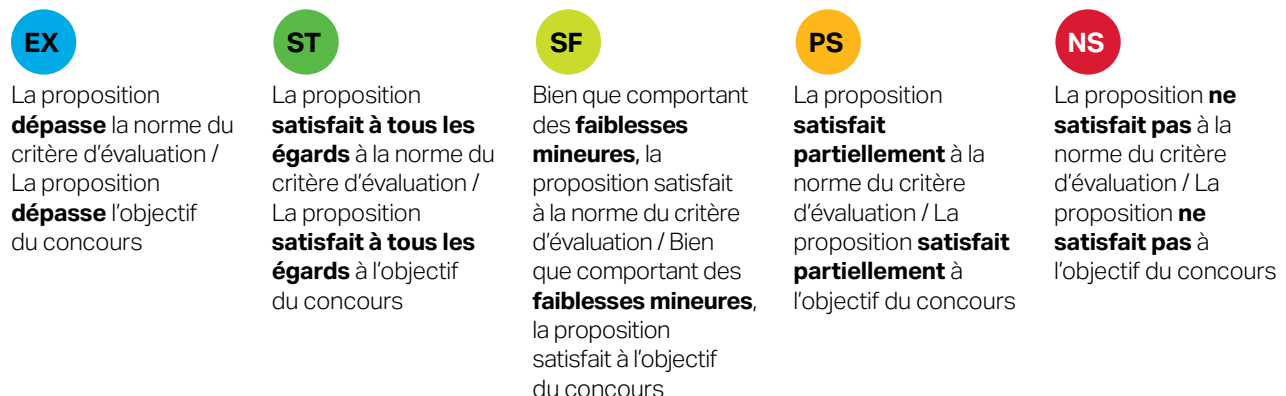 EX
La proposition
dépasse la norme du
critère d’évaluation /
La proposition
dépasse l’objectif
du concours
ST
La proposition
satisfait à tous les
égards à la norme du
critère d’évaluation /
La proposition
satisfait à tous les
égards à l’objectif
du concours
SF
Bien que comportant
des faiblesses
mineures, la
proposition satisfait
à la norme du critère
d’évaluation / Bien
que comportant des
faiblesses mineures,
la proposition
satisfait à l’objectif
du concours
PS
La proposition
satisfait
partiellement à la
norme du critère
d’évaluation / La
proposition satisfait
partiellement à
l’objectif du concours
NS
La proposition ne
satisfait pas à la
norme du critère
d’évaluation / La
proposition ne
satisfait pas à
l’objectif du concours